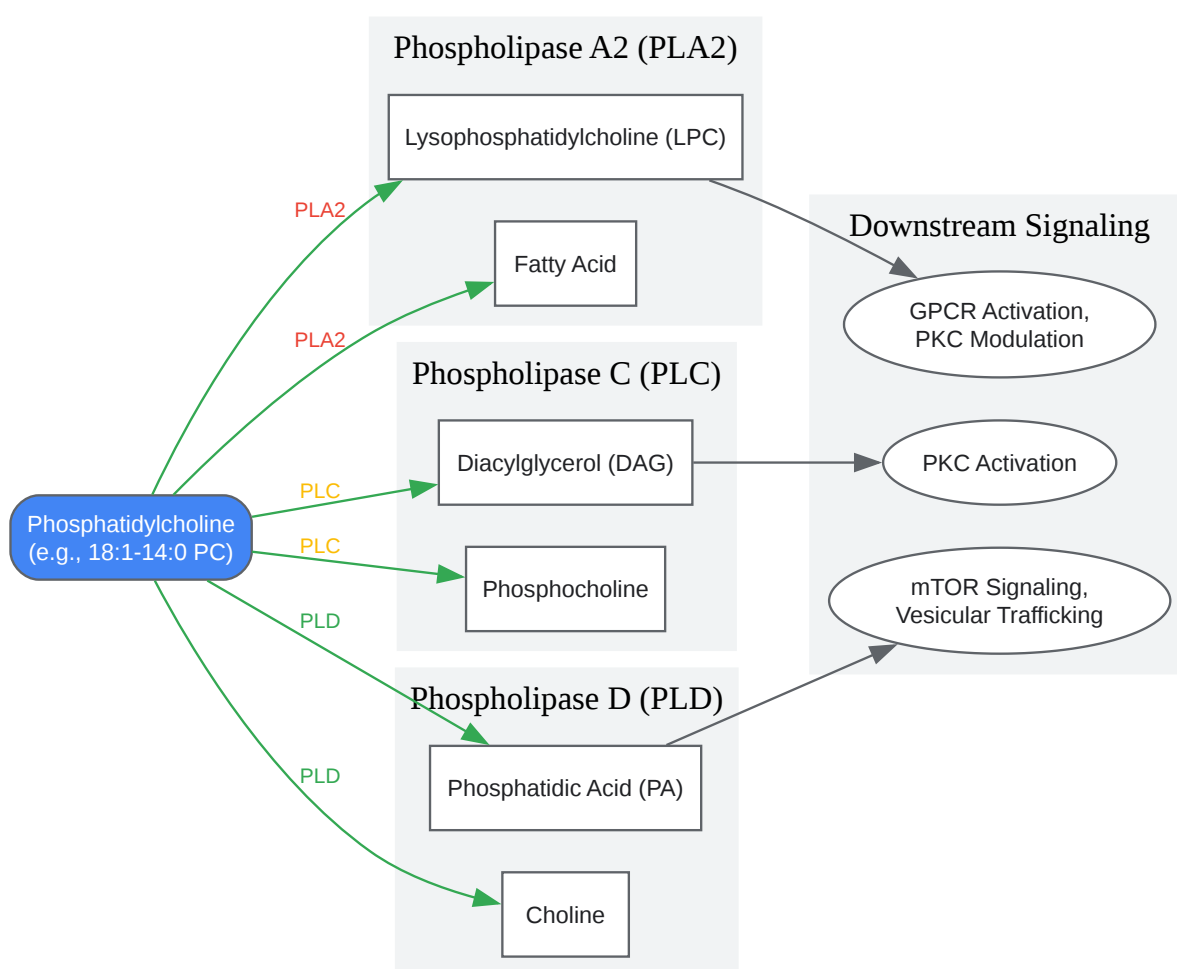 Phospholipase A2 (PLA2)
Lysophosphatidylcholine (LPC)
PLA2
Fatty Acid
PLA2
Phospholipase C (PLC)
Diacylglycerol (DAG)
PLC
Phosphatidylcholine
(e.g., 18:1-14:0 PC)
PLC
Phosphocholine
PLD
Phospholipase D (PLD)
Phosphatidic Acid (PA)
PLD
Choline
Downstream Signaling
GPCR Activation,
PKC Modulation
PKC Activation
mTOR Signaling,
Vesicular Trafficking